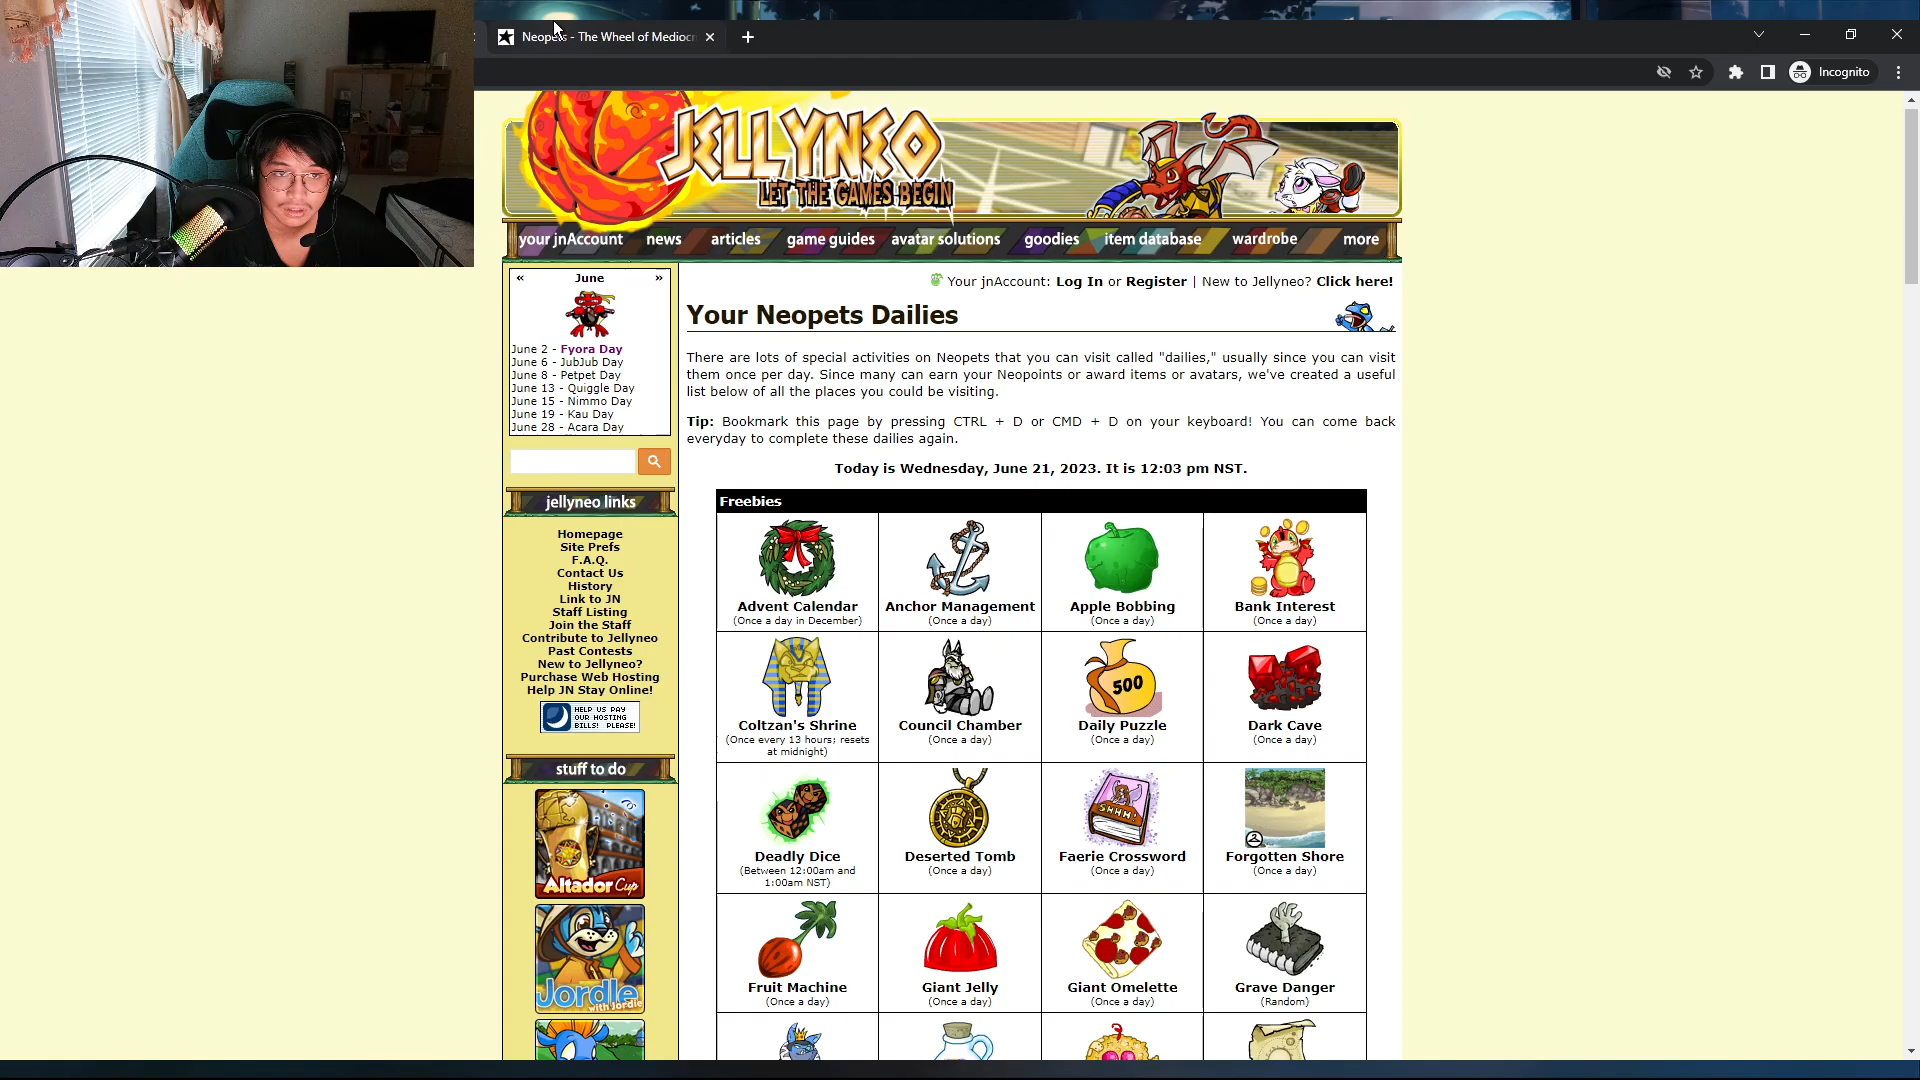 Neopets - The Wheel of Medioc
Incognito
JELLYNEO
LET THE GAMES BEGIN
your jnAccount news articles game guides avatar solutions goodies item database wardrobe more
« June »
June 2 - Fyora Day
June 6 - JubJub Day
June 8 - Petpet Day
June 13 - Quiggle Day
June 15 - Nimmo Day
June 19 - Kau Day
June 28 - Acara Day
jellyneo links
Homepage
Site Prefs
F.A.Q.
Contact Us
History
Link to JN
Staff Listing
Join the Staff
Contribute to Jellyneo
Past Contests
New to Jellyneo?
Purchase Web Hosting
Help JN Stay Online!
HELP US PAY
OUR HOSTING
BILLS! PLEASE!
stuff to do
Altador Cup
Jordle
with Jordie
Your jnAccount: Log In or Register | New to Jellyneo? Click here!
Your Neopets Dailies
There are lots of special activities on Neopets that you can visit called "dailies," usually since you can visit
them once per day. Since many can earn your Neopoints or award items or avatars, we've created a useful
list below of all the places you could be visiting.
Tip: Bookmark this page by pressing CTRL + D or CMD + D on your keyboard! You can come back
everyday to complete these dailies again.
Today is Wednesday, June 21, 2023. It is 12:03 pm NST.
Freebies
Advent Calendar
(Once a day in December)
Anchor Management
(Once a day)
Apple Bobbing
(Once a day)
Bank Interest
(Once a day)
Coltzan's Shrine
(Once every 13 hours; resets
at midnight)
Council Chamber
(Once a day)
500
Daily Puzzle
(Once a day)
Dark Cave
(Once a day)
Deadly Dice
(Between 12:00am and
1:00am NST)
Deserted Tomb
(Once a day)
SHHH!
Faerie Crossword
(Once a day)
Forgotten Shore
(Once a day)
Fruit Machine
(Once a day)
Giant Jelly
(Once a day)
Giant Omelette
(Once a day)
Grave Danger
(Random)